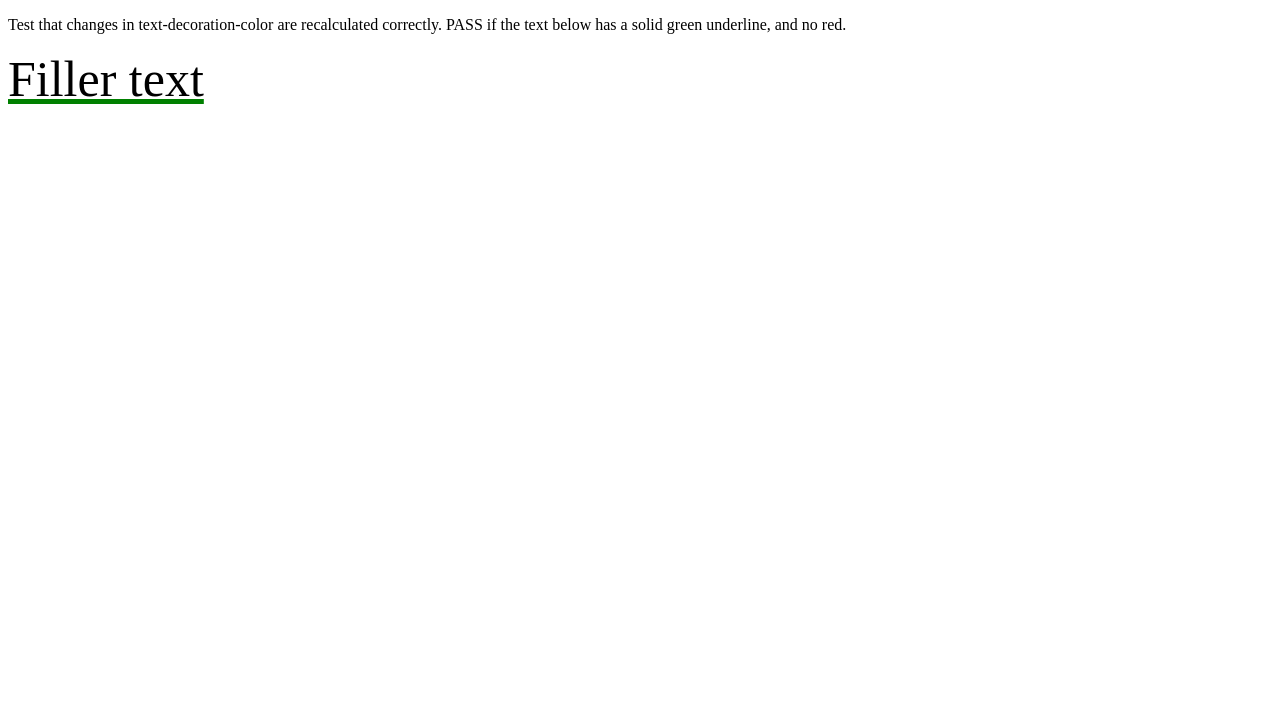 Test that changes in text-decoration-color are recalculated correctly. PASS if the text below has a solid green underline, and no red.
Filler text